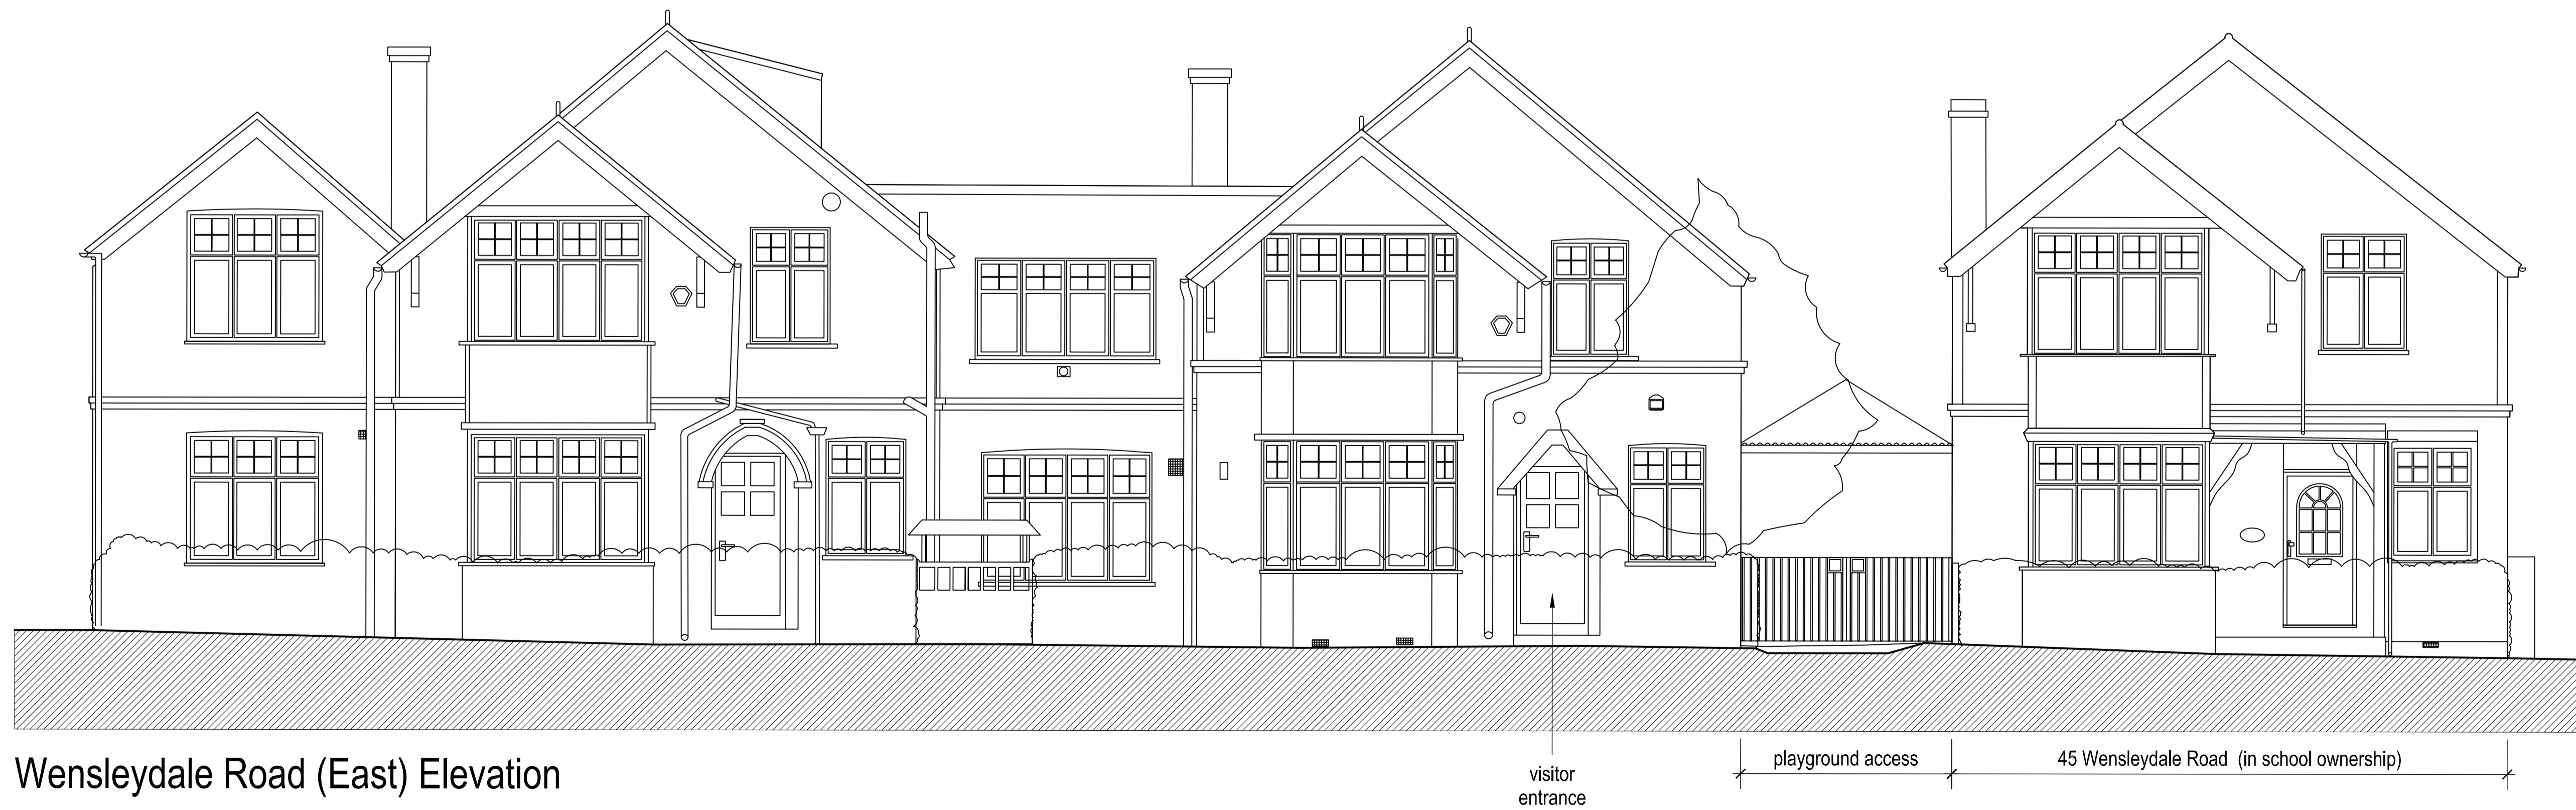 Wensleydale Road (East) Elevation
visitor
entrance
playground access
45 Wensleydale Road (in school ownership)